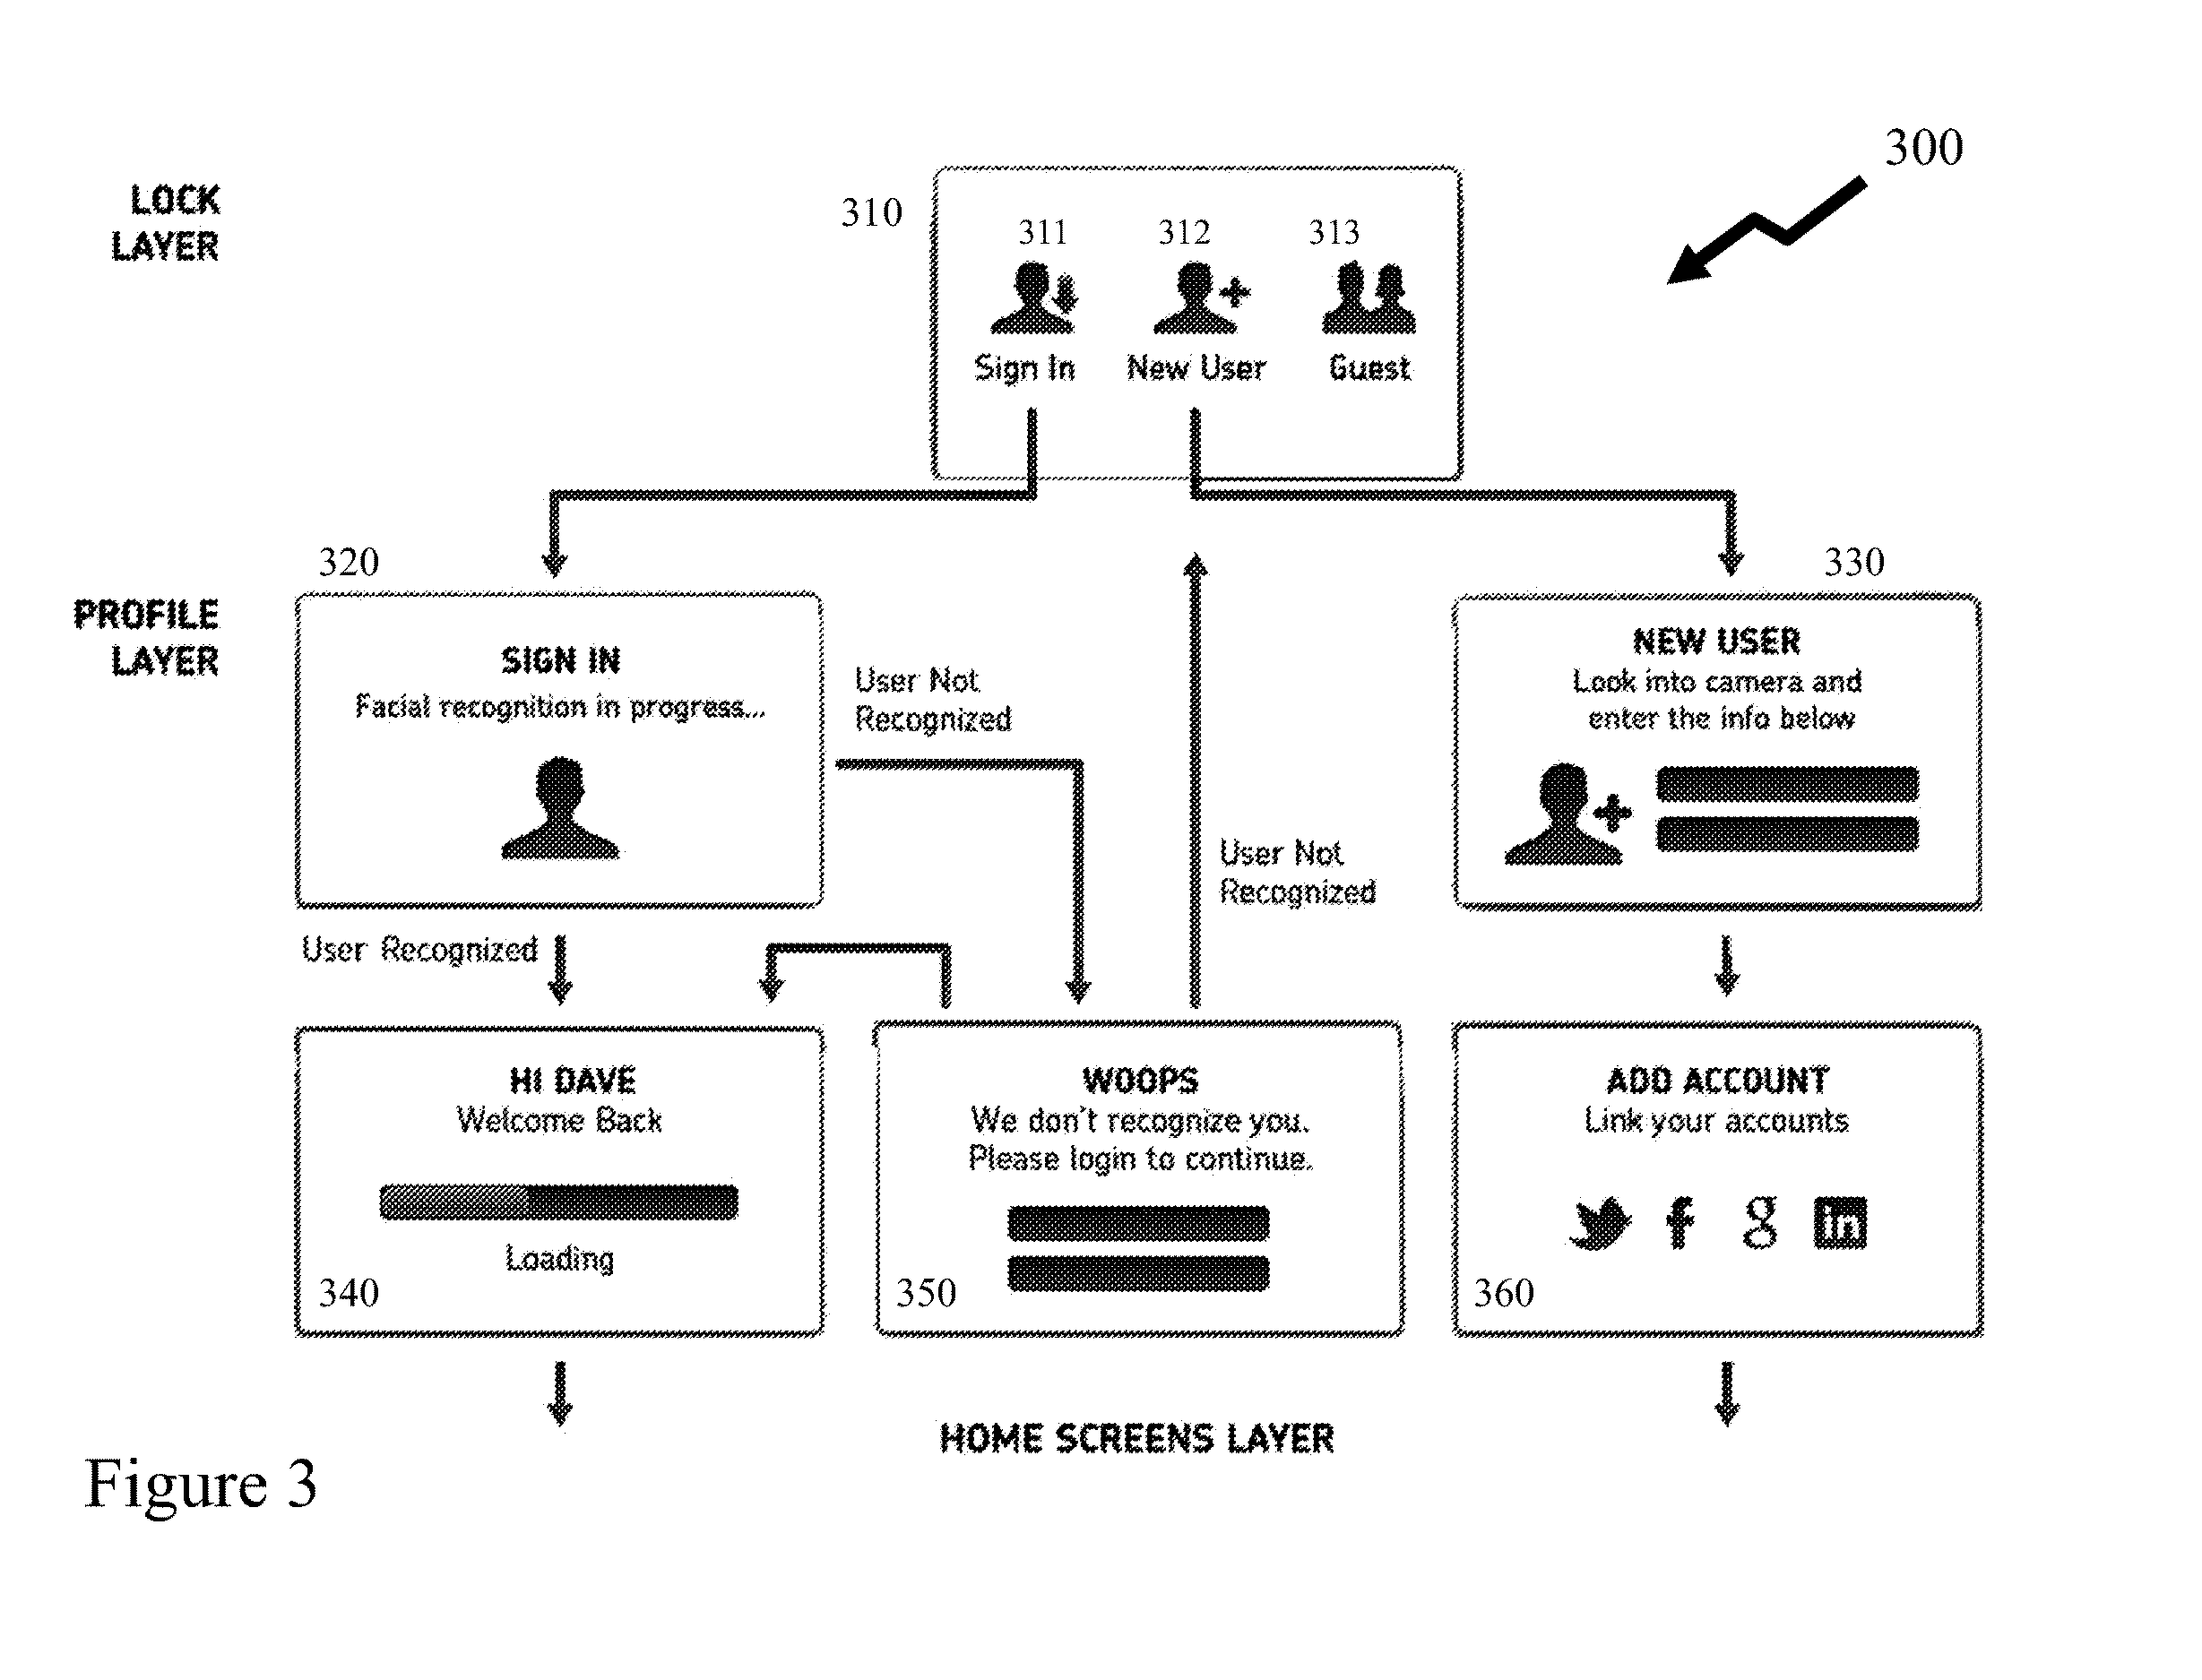 300
LOCK
LAYER
310
311 312 313
Sign In New User Guest
320
330
PROFILE
LAYER
SIGN IN
Facial recognition in progress...
User Not
Recognized
NEW USER
Look into camera and
enter the info below
User Not
Recognized
User Recognized
HI DAVE
Welcome Back
Loading
340
WOOPS
We don't recognize you.
Please login to continue.
350
ADD ACCOUNT
Link your accounts
f g in
360
HOME SCREENS LAYER
Figure 3